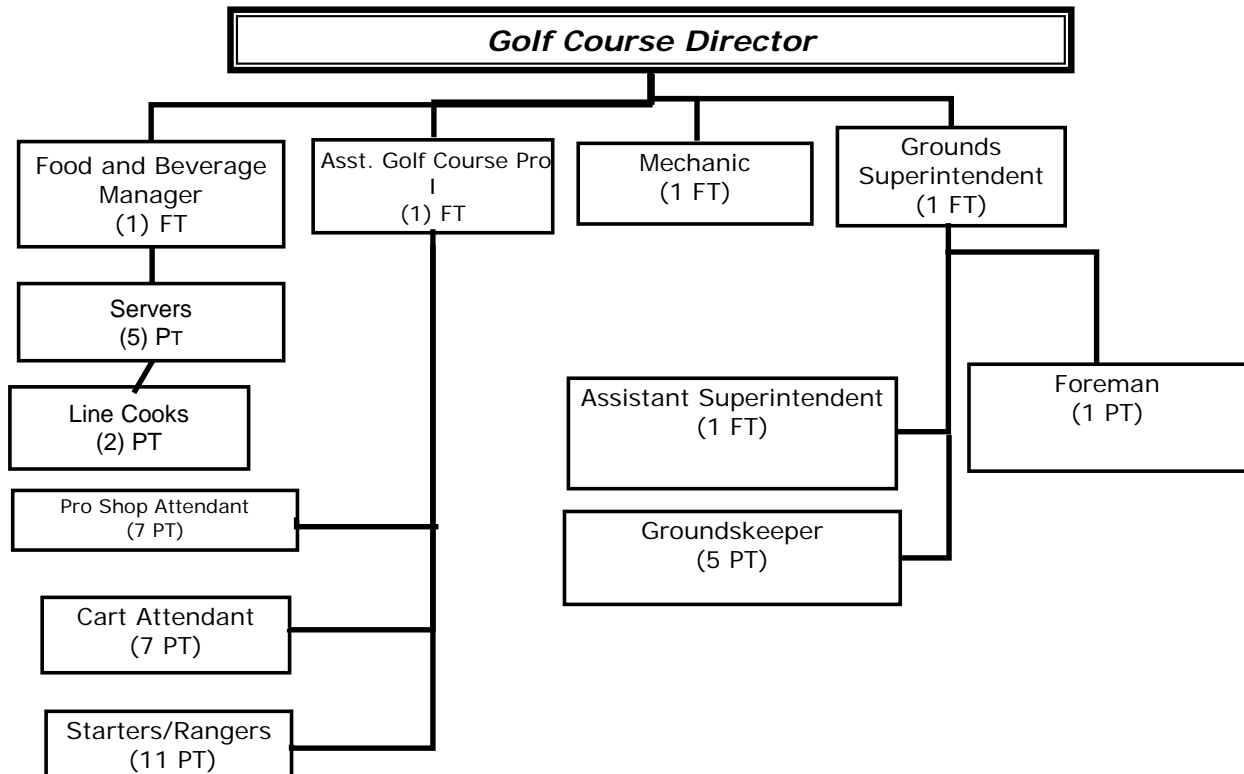 Golf Course Director
Food and Beverage
Manager
(1) FT
Asst. Golf Course Pro
I
(1) FT
Mechanic
(1 FT)
Grounds
Superintendent
(1 FT)
Servers
(5) PT
Line Cooks
(2) PT
Assistant Superintendent
(1 FT)
Foreman
(1 PT)
Pro Shop Attendant
(7 PT)
Groundskeeper
(5 PT)
Cart Attendant
(7 PT)
Starters/Rangers
(11 PT)